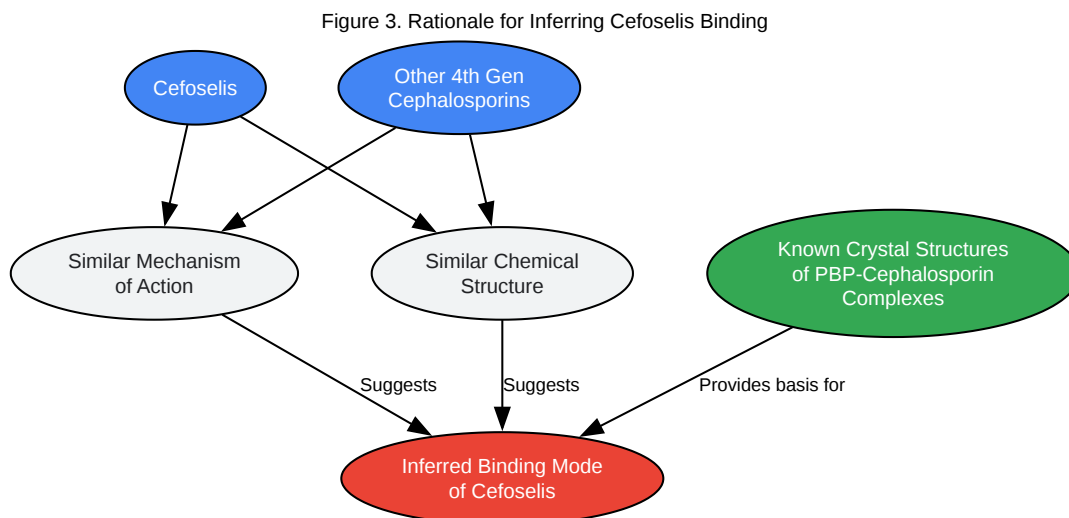 Figure 3. Rationale for Inferring Cefoselis Binding
Cefoselis
Other 4th Gen
Cephalosporins
Similar Mechanism
of Action
Similar Chemical
Structure
Known Crystal Structures
of PBP-Cephalosporin
Complexes
Suggests
Suggests
Provides basis for
Inferred Binding Mode
of Cefoselis